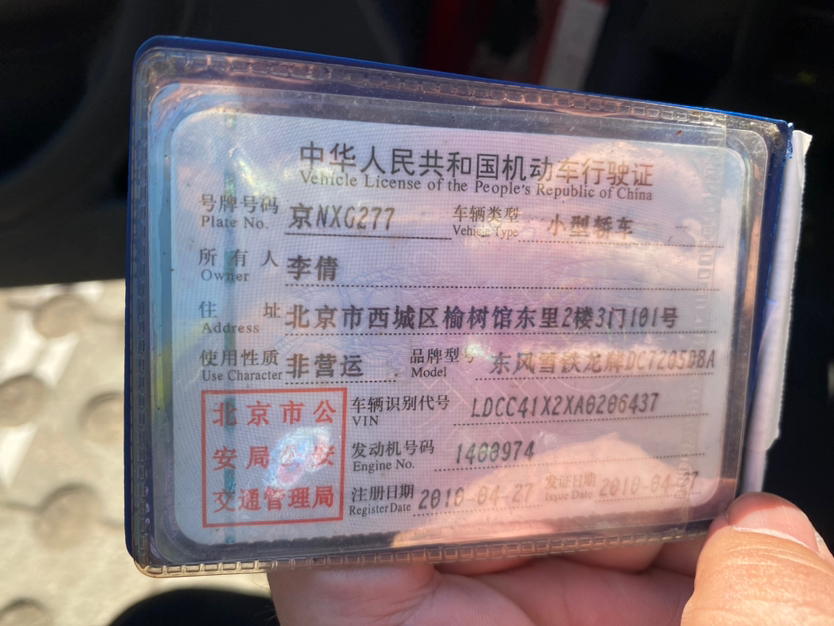 中华人民共和国机动车行驶证
Vehicle License of the People's Republic of China
号牌号码 京NXG277 车辆类型 小型轿车
Plate No. Vehicle Type
所有人 李倩
Owner
住址 北京市西城区榆树馆东里2楼3门101号
Address
使用性质 非营运 品牌型号 东风雪铁龙牌DC7205DBA
Use Character Model
北京市公 车辆识别代号 LDCC41X2XA0206437
VIN
安局公安 发动机号码 1400974
Engine No.
交通管理局 注册日期 2010-04-27 发证日期 2010-04-27
Register Date Issue Date